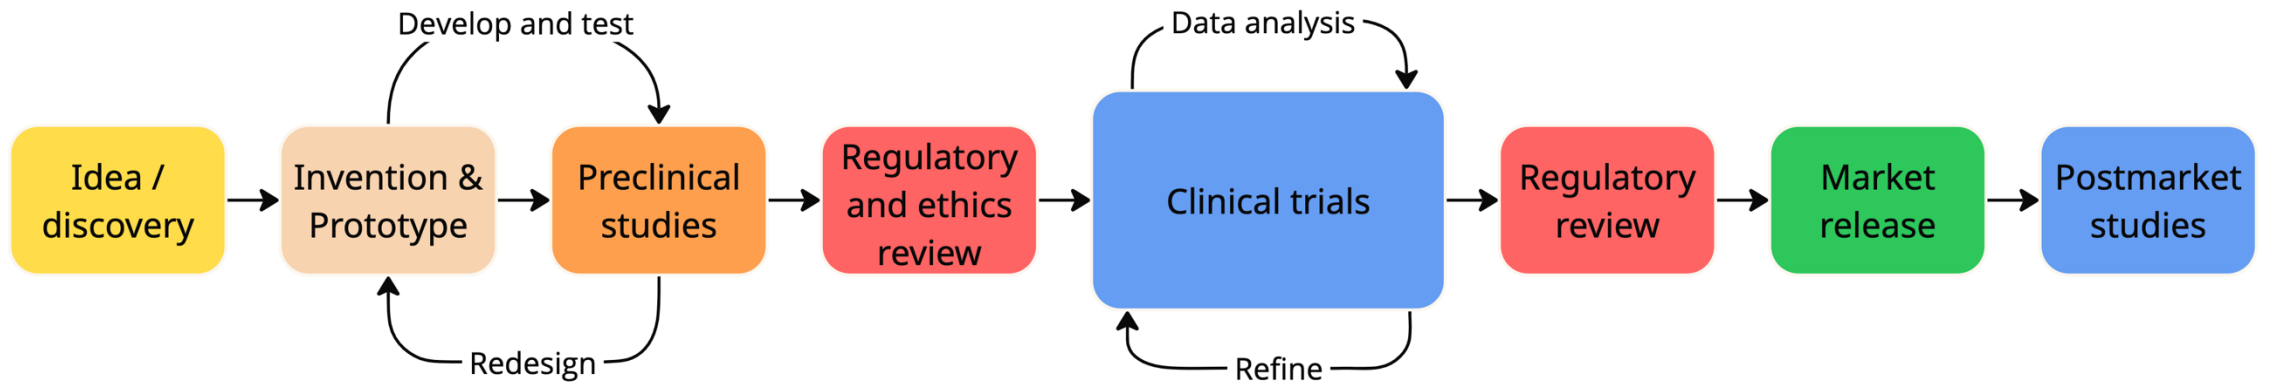 Develop and test
Data analysis
Idea /
discovery
Invention &
Prototype
Preclinical
studies
Regulatory
and ethics
review
Clinical trials
Regulatory
review
Market
release
Postmarket
studies
Redesign
Refine